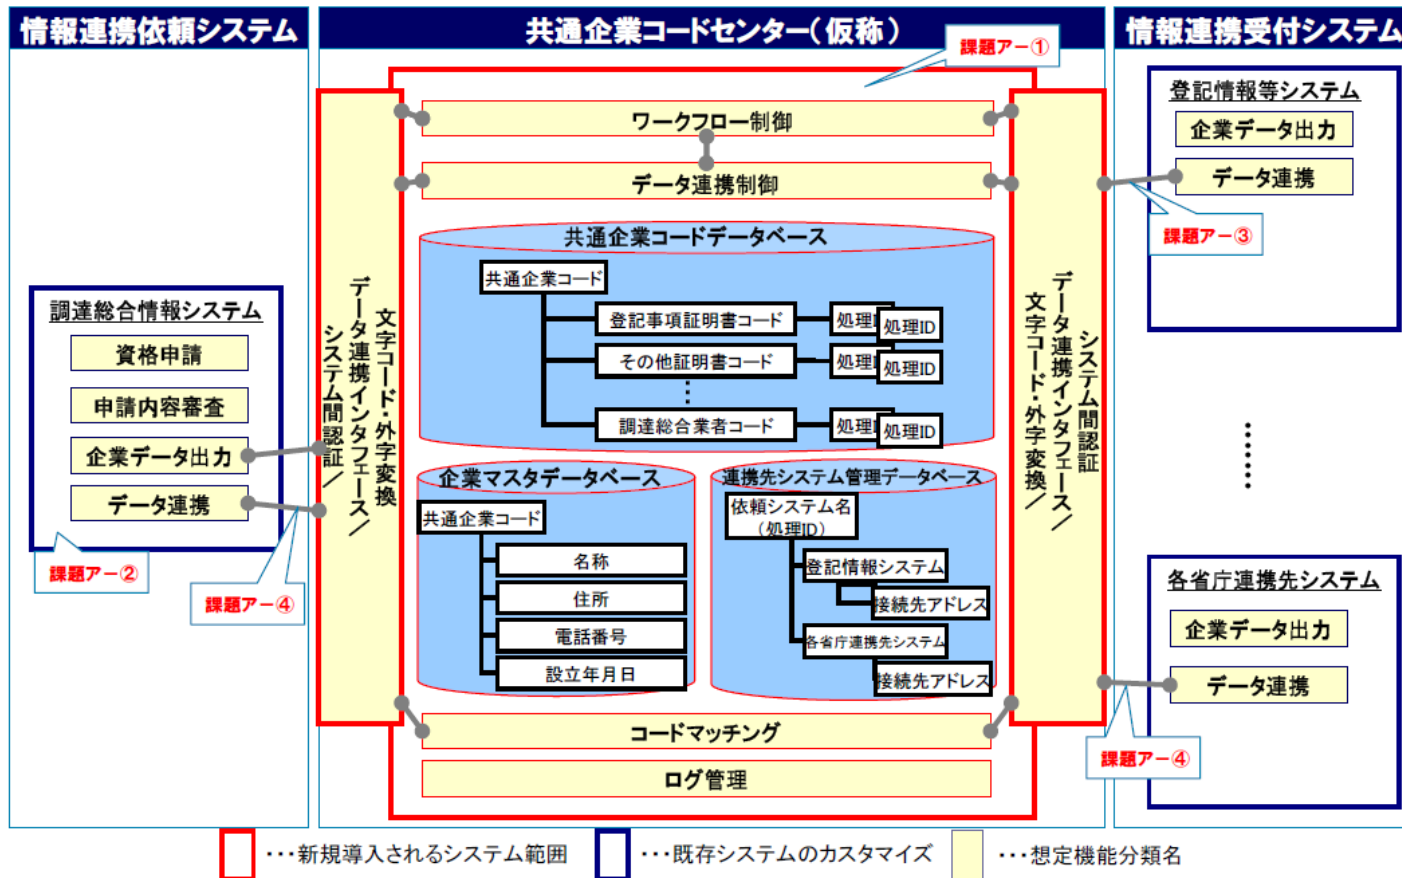 情報連携依頼システム
共通企業コードセンター(仮称)
情報連携受付システム
課題アー①
登記情報等システム
企業データ出力
データ連携
課題アー③
ワークフロー制御
データ連携制御
共通企業コードデータベース
共通企業コード
登記事項証明書コード
処理I
処理ID
その他証明書コード
処理I
処理ID
調達総合業者コード
処理I
処理ID
文字コード・外字変換
データ連携インタフェース/
システム間認証/
システム間認証
データ連携インタフェース/
文字コード・外字変換/
調達総合情報システム
資格申請
申請内容審査
企業データ出力
データ連携
課題アー②
課題アー④
企業マスタデータベース
共通企業コード
名称
住所
電話番号
設立年月日
連携先システム管理データベース
依頼システム名
(処理ID)
登記情報システム
接続先アドレス
各省庁連携先システム
接続先アドレス
各省庁連携先システム
企業データ出力
データ連携
課題アー④
コードマッチング
ログ管理
・・・新規導入されるシステム範囲
・・・既存システムのカスタマイズ
・・・想定機能分類名